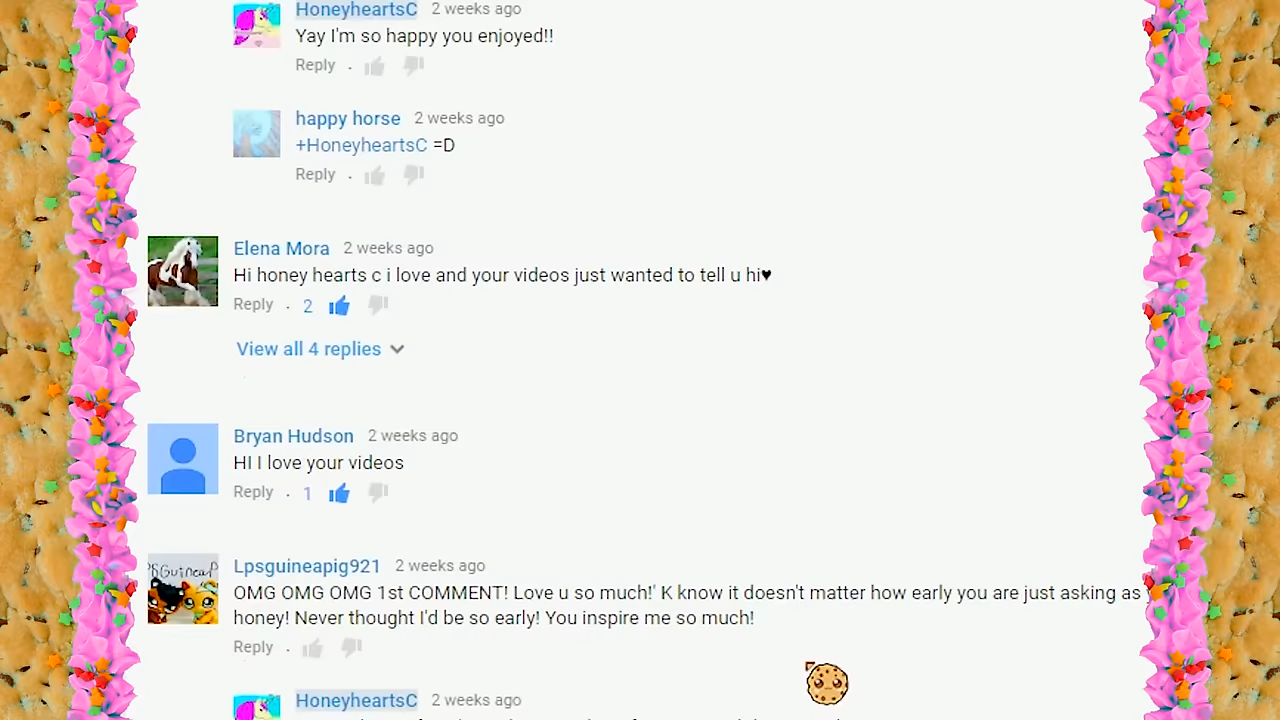 HoneyheartsC 2 weeks ago
Yay I'm so happy you enjoyed!!
Reply .
happy horse 2 weeks ago
+HoneyheartsC =D
Reply .
Elena Mora 2 weeks ago
Hi honey hearts c i love and your videos just wanted to tell u hi♥
Reply . 2
View all 4 replies
Bryan Hudson 2 weeks ago
HI I love your videos
Reply . 1
Lpsguineapig921 2 weeks ago
OMG OMG OMG 1st COMMENT! Love u so much!' K know it doesn't matter how early you are just asking as
honey! Never thought I'd be so early! You inspire me so much!
Reply .
HoneyheartsC 2 weeks ago